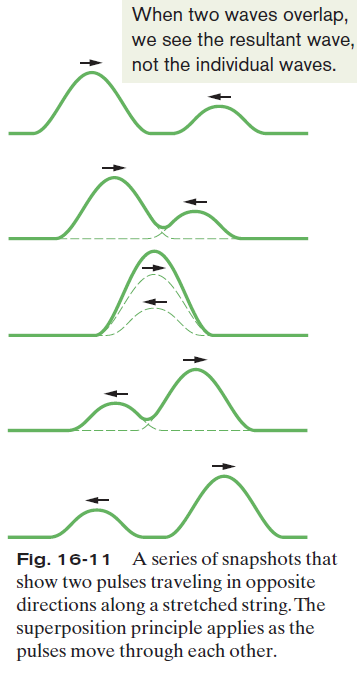 When two waves overlap,
we see the resultant wave,
not the individual waves.
Fig. 16-11 A series of snapshots that
show two pulses traveling in opposite
directions along a stretched string. The
superposition principle applies as the
pulses move through each other.